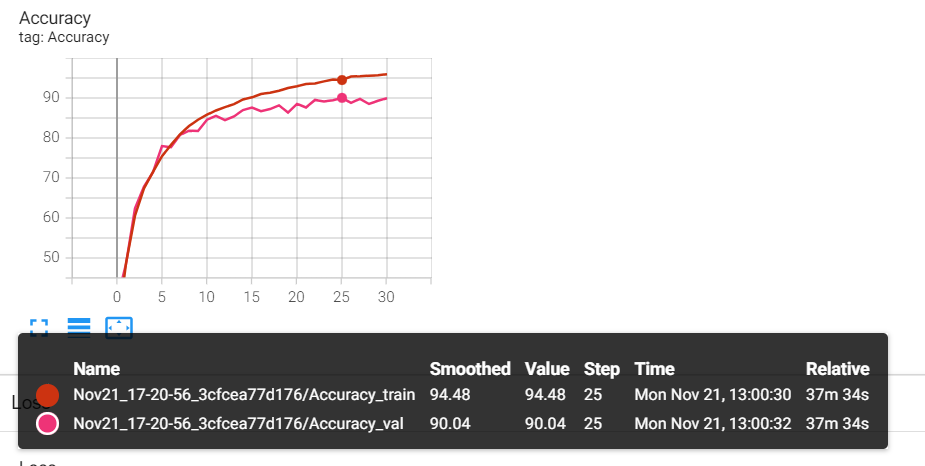 Accuracy
tag: Accuracy
90
80
70
60
50
0 5 10 15 20 25 30
Name Smoothed Value Step Time Relative
Nov21_17-20-56_3cfcea77d176/Accuracy_train 94.48 94.48 25 Mon Nov 21, 13:00:30 37m 34s
Loss
Nov21_17-20-56_3cfcea77d176/Accuracy_val 90.04 90.04 25 Mon Nov 21, 13:00:32 37m 34s
Loss